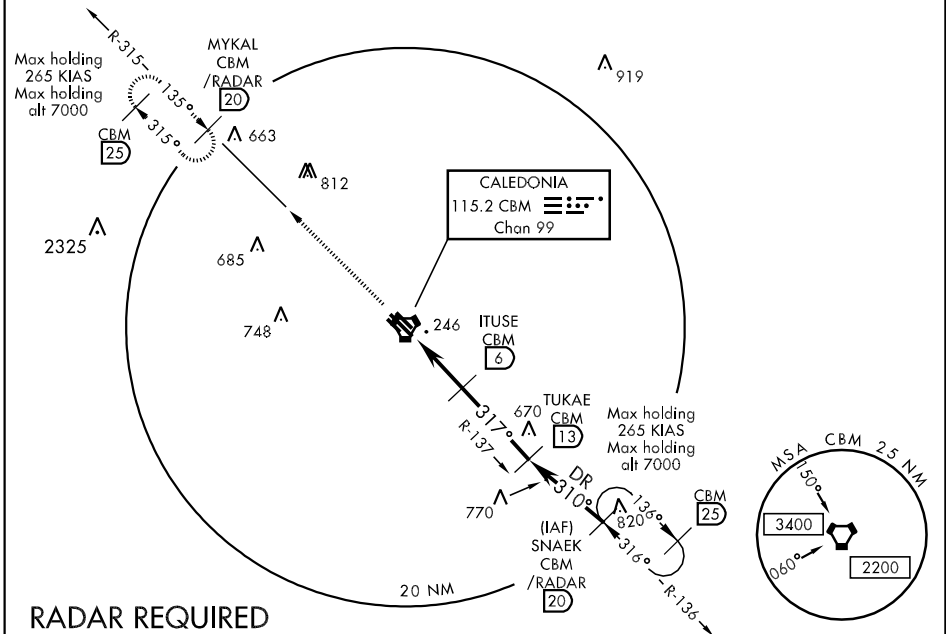 R-315
Max holding
265 KIAS
Max holding
alt 7000
135°
315°
CBM
25
MYKAL
CBM
/RADAR
20
663
919
812
CALEDONIA
115.2 CBM
Chan 99
2325
685
748
246
ITUSE
CBM
6
317°
R-137
670
TUKAE
CBM
13
Max holding
265 KIAS
Max holding
alt 7000
770
DR
310°
136°
820
CBM
25
316°
R-136
(IAF)
SNAEK
CBM
/RADAR
20
20 NM
MSA CBM 25 NM
150°
3400
060°
2200
RADAR REQUIRED